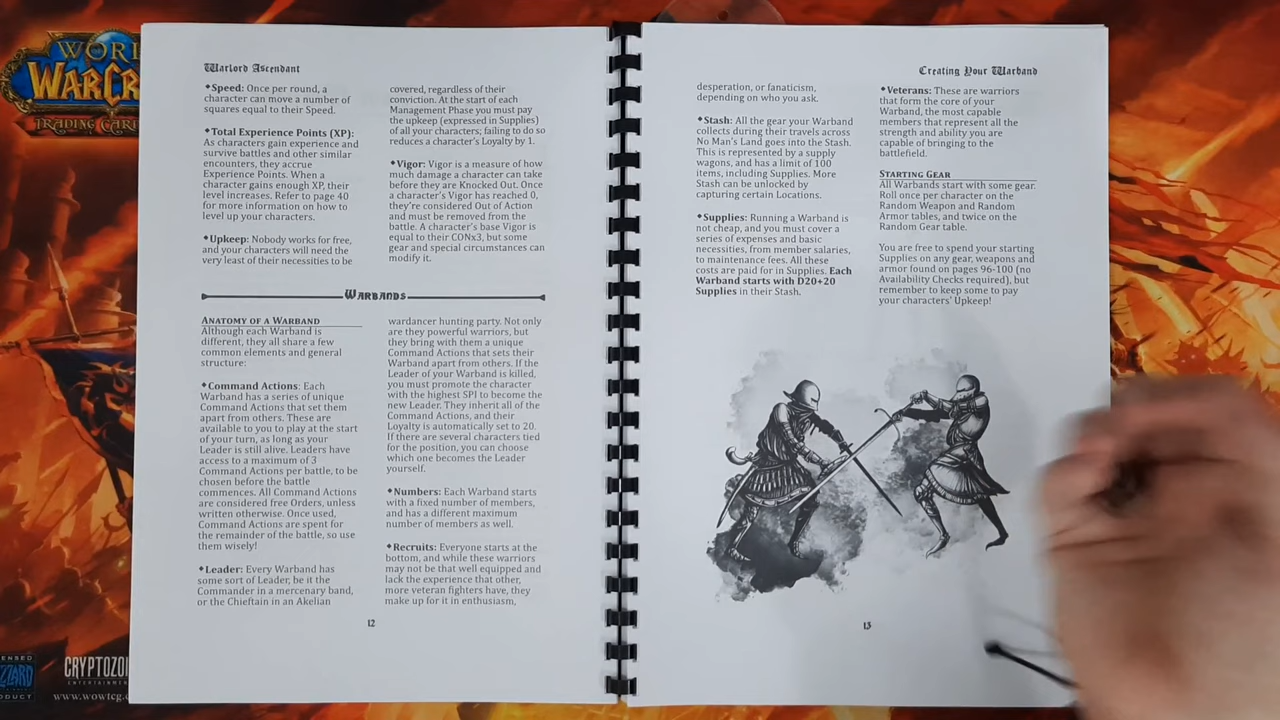 WORL
WARCR
TRADING CAR
Warlord Ascendant
◆Speed: Once per round, a
character can move a number of
squares equal to their Speed.
◆Total Experience Points (XP):
As characters gain experience and
survive battles and other similar
encounters, they accrue
Experience Points. When a
character gains enough XP, their
level increases. Refer to page 40
for more information on how to
level up your characters.
◆Upkeep: Nobody works for free,
and your characters will need the
very least of their necessities to be
covered, regardless of their
conviction. At the start of each
Management Phase you must pay
the upkeep (expressed in Supplies)
of all your characters; failing to do so
reduces a character's Loyalty by 1.
◆Vigor: Vigor is a measure of how
much damage a character can take
before they are Knocked Out. Once
a character's Vigor has reached 0,
they're considered Out of Action
and must be removed from the
battle. A character's base Vigor is
equal to their CONx3, but some
gear and special circumstances can
modify it.
Warbands
Anatomy of a Warband
Although each Warband is
different, they all share a few
common elements and general
structure:
◆Command Actions: Each
Warband has a series of unique
Command Actions that set them
apart from others. These are
available to you to play at the start
of your turn, as long as your
Leader is still alive. Leaders have
access to a maximum of 3
Command Actions per battle, to be
chosen before the battle
commences. All Command Actions
are considered free Orders, unless
written otherwise. Once used,
Command Actions are spent for
the remainder of the battle, so use
them wisely!
◆Leader: Every Warband has
some sort of Leader, be it the
Commander in a mercenary band,
or the Chieftain in an Akelian
wardancer hunting party. Not only
are they powerful warriors, but
they bring with them a unique
Command Actions that sets their
Warband apart from others. If the
Leader of your Warband is killed,
you must promote the character
with the highest SPI to become the
new Leader. They inherit all of the
Command Actions, and their
Loyalty is automatically set to 20.
If there are several characters tied
for the position, you can choose
which one becomes the Leader
yourself.
◆Numbers: Each Warband starts
with a fixed number of members,
and has a different maximum
number of members as well.
◆Recruits: Everyone starts at the
bottom, and while these warriors
may not be that well equipped and
lack the experience that other,
more veteran fighters have, they
make up for it in enthusiasm,
12
Creating Your Warband
desperation, or fanaticism,
depending on who you ask.
◆Stash: All the gear your Warband
collects during their travels across
No Man's Land goes into the Stash.
This is represented by a supply
wagons, and has a limit of 100
items, including Supplies. More
Stash can be unlocked by
capturing certain Locations.
◆Supplies: Running a Warband is
not cheap, and you must cover a
series of expenses and basic
necessities, from member salaries,
to maintenance fees. All these
costs are paid for in Supplies. Each
Warband starts with D20+20
Supplies in their Stash.
◆Veterans: These are warriors
that form the core of your
Warband, the most capable
members that represent all the
strength and ability you are
capable of bringing to the
battlefield.
Starting Gear
All Warbands start with some gear.
Roll once per character on the
Random Weapon and Random
Armor tables, and twice on the
Random Gear table.
You are free to spend your starting
Supplies on any gear, weapons and
armor found on pages 96-100 (no
Availability Checks required), but
remember to keep some to pay
your characters' Upkeep!
13
ENSED
ZZARD
PRODUCT
CRYPTOZO
ENTERTAINMEN
www.wowtcg.c